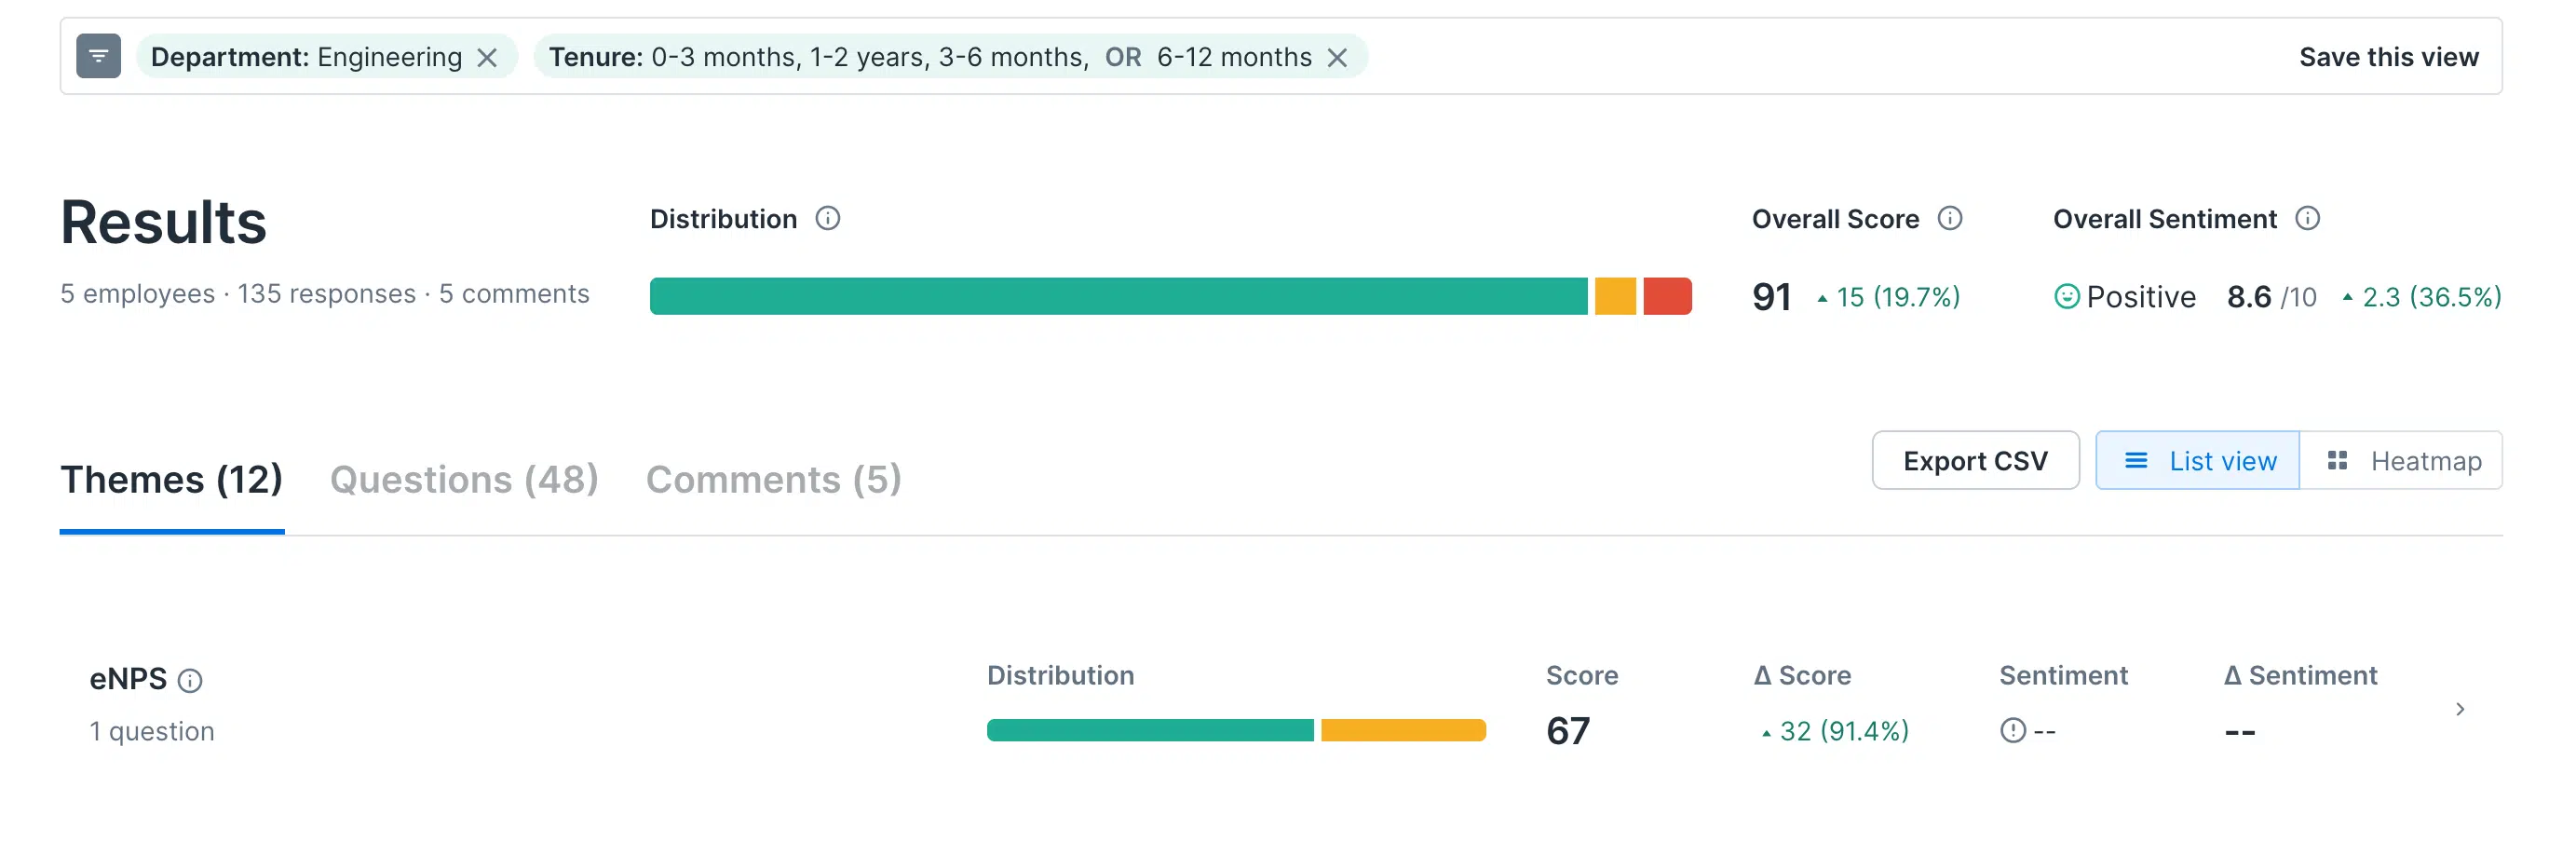 Department: Engineering Tenure: 0-3 months, 1-2 years, 3-6 months, OR 6-12 months Save this view
Results
5 employees · 135 responses · 5 comments
Distribution
Overall Score
91 ▲ 15 (19.7%)
Overall Sentiment
Positive 8.6 /10 ▲ 2.3 (36.5%)
Themes (12) Questions (48) Comments (5)
Export CSV List view Heatmap
eNPS
1 question
Distribution
Score
67
Δ Score
▲ 32 (91.4%)
Sentiment
--
Δ Sentiment
--